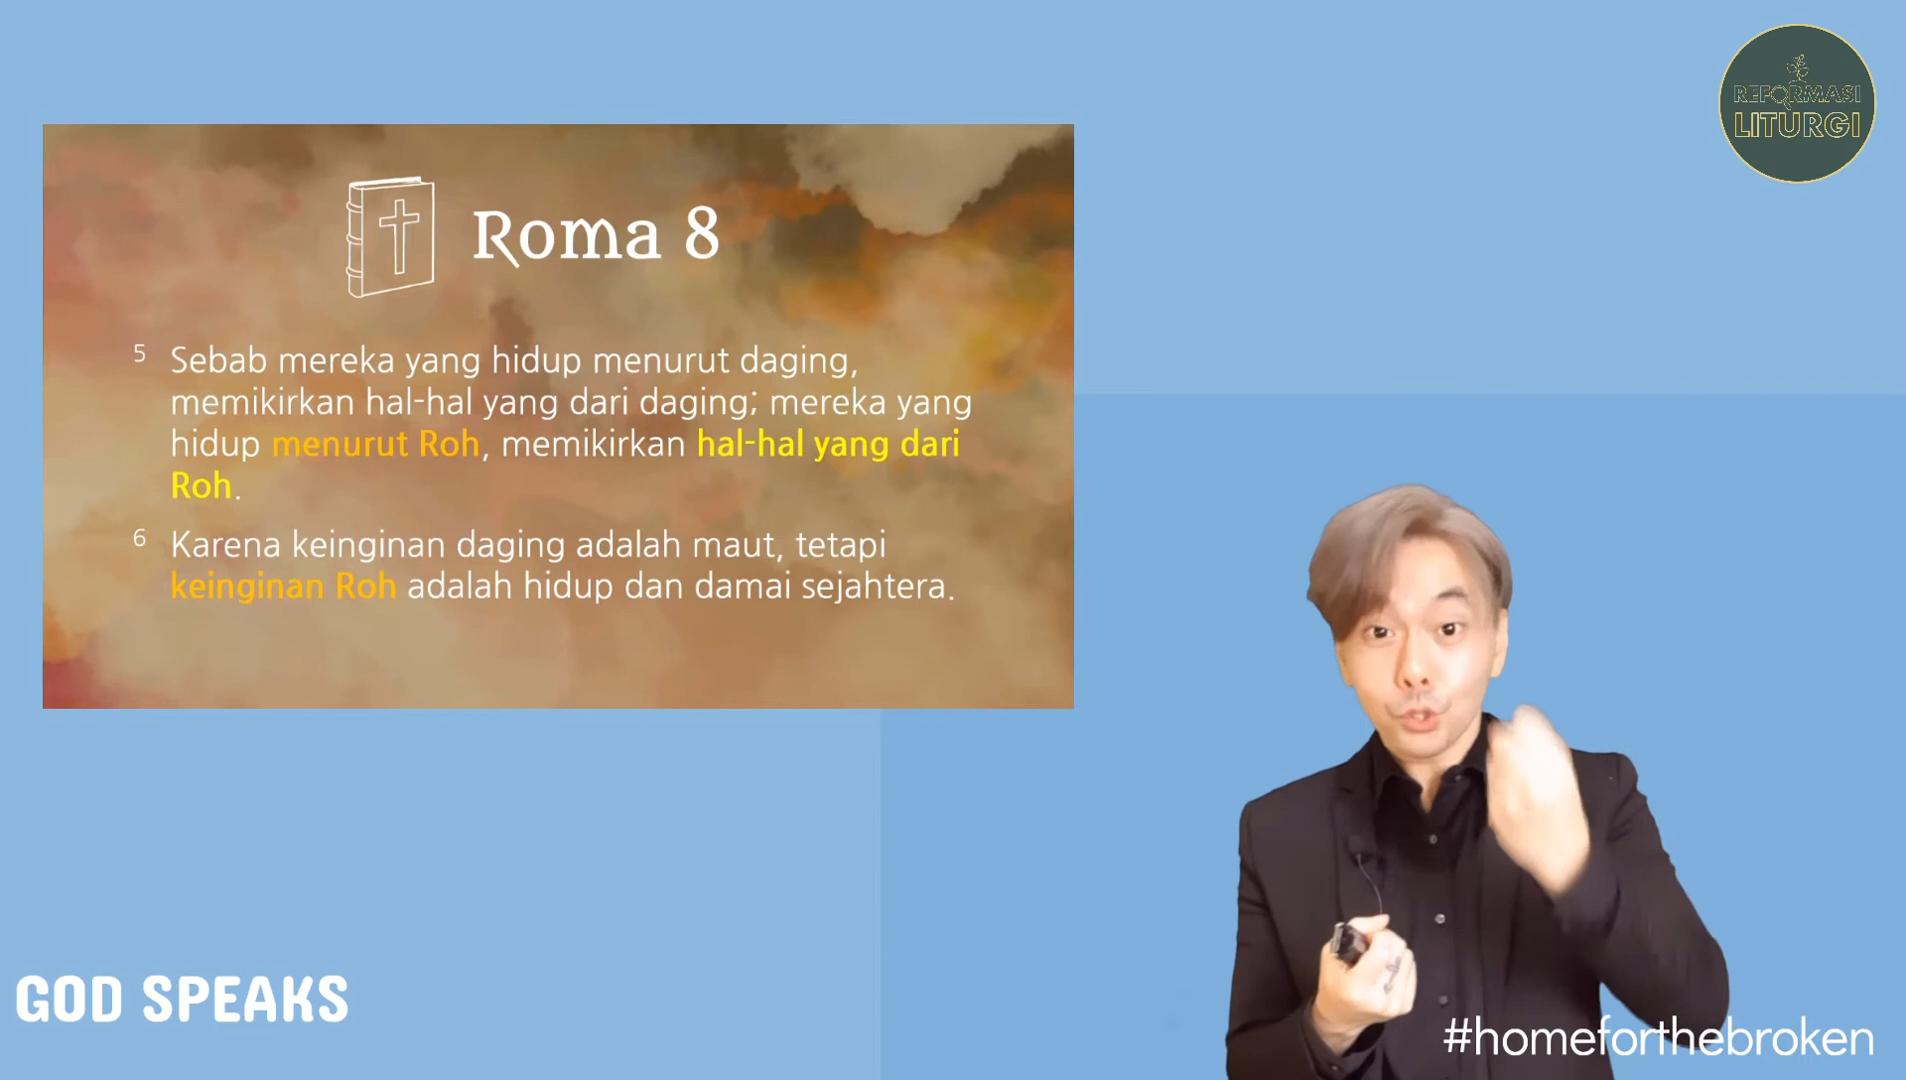 REFORMASI
LITURGI
Roma 8
5 Sebab mereka yang hidup menurut daging,
memikirkan hal-hal yang dari daging; mereka yang
hidup menurut Roh, memikirkan hal-hal yang dari
Roh.
6 Karena keinginan daging adalah maut, tetapi
keinginan Roh adalah hidup dan damai sejahtera.
GOD SPEAKS
#homeforthebroken